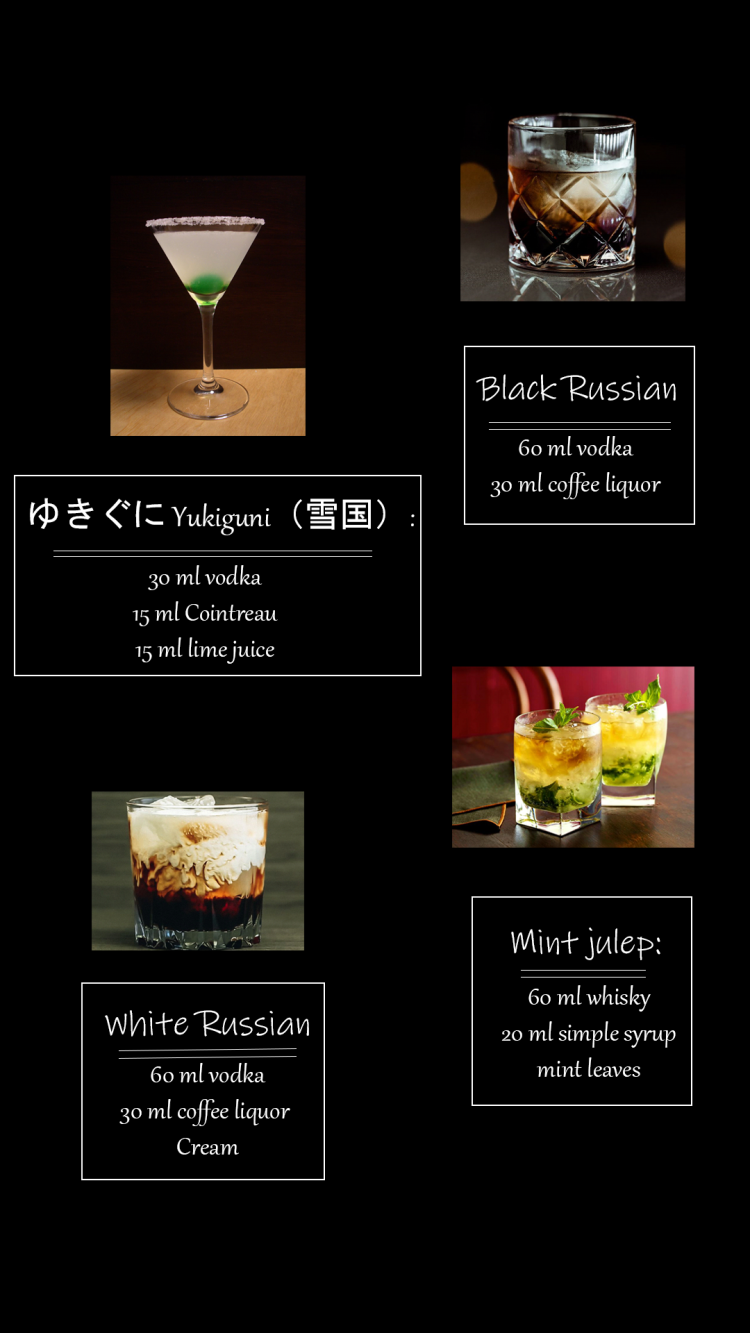 Black Russian
60 ml vodka
30 ml coffee liquor
ゆきぐに Yukiguni （雪国）:
30 ml vodka
15 ml Cointreau
15 ml lime juice
Mint julep:
60 ml whisky
20 ml simple syrup
mint leaves
White Russian
60 ml vodka
30 ml coffee liquor
Cream